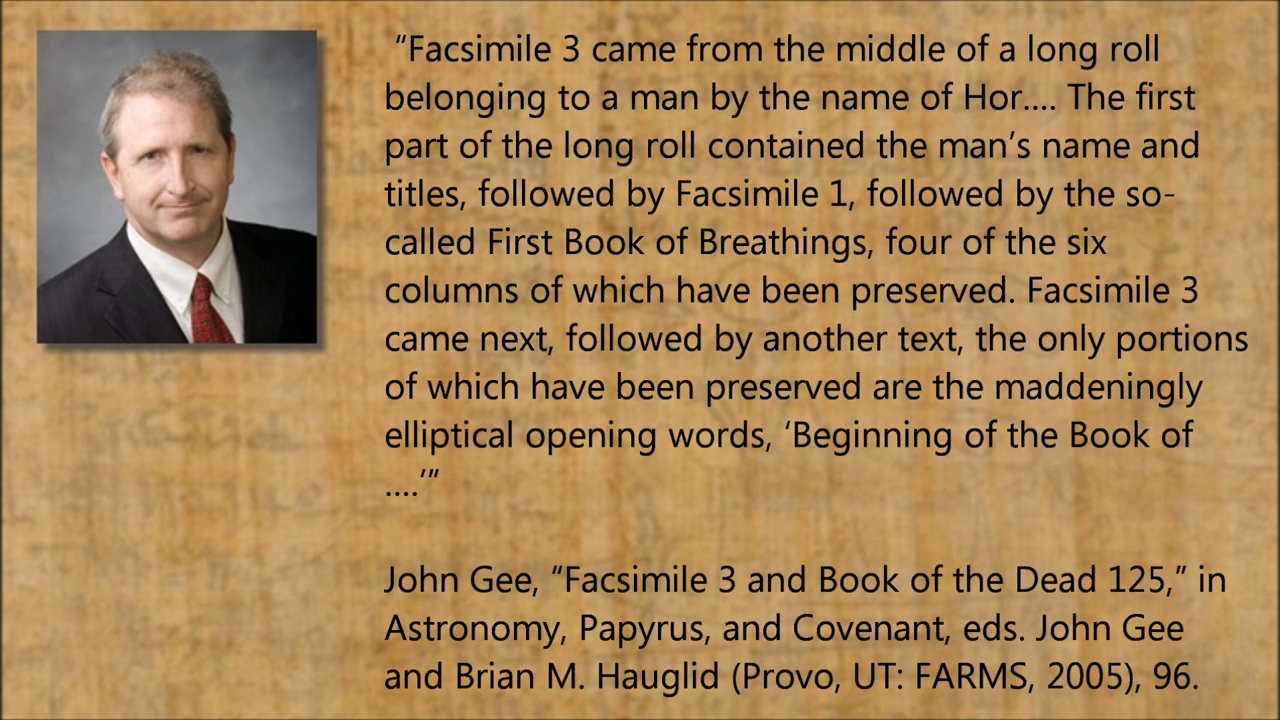 “Facsimile 3 came from the middle of a long roll
belonging to a man by the name of Hor.... The first
part of the long roll contained the man’s name and
titles, followed by Facsimile 1, followed by the so-
called First Book of Breathings, four of the six
columns of which have been preserved. Facsimile 3
came next, followed by another text, the only portions
of which have been preserved are the maddeningly
elliptical opening words, ‘Beginning of the Book of
....’”
John Gee, “Facsimile 3 and Book of the Dead 125,” in
Astronomy, Papyrus, and Covenant, eds. John Gee
and Brian M. Hauglid (Provo, UT: FARMS, 2005), 96.